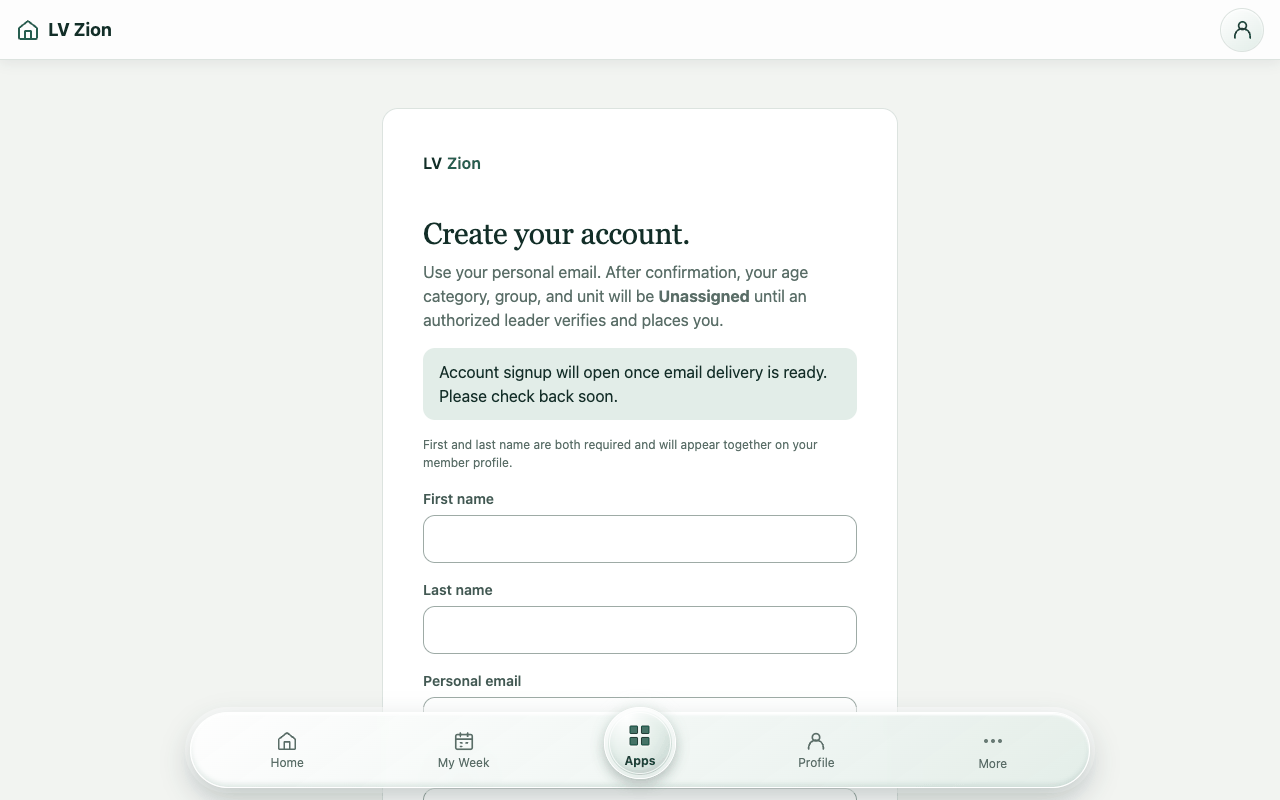 LV Zion
LV Zion
Create your account.
Use your personal email. After confirmation, your age
category, group, and unit will be Unassigned until an
authorized leader verifies and places you.
Account signup will open once email delivery is ready.
Please check back soon.
First and last name are both required and will appear together on your
member profile.
First name
Last name
Personal email
Home
My Week
Apps
Profile
More